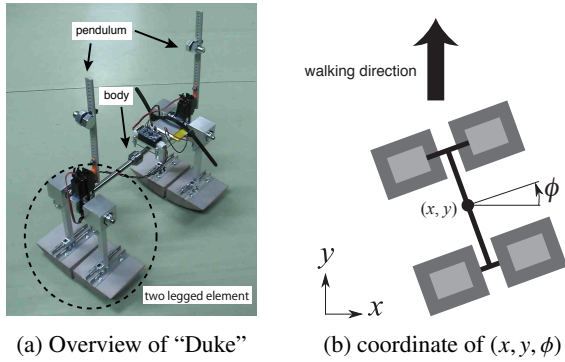 pendulum
body
two legged element
(a) Overview of “Duke”
walking direction
(x, y)
ϕ
y
x
(b) coordinate of (x, y, ϕ)